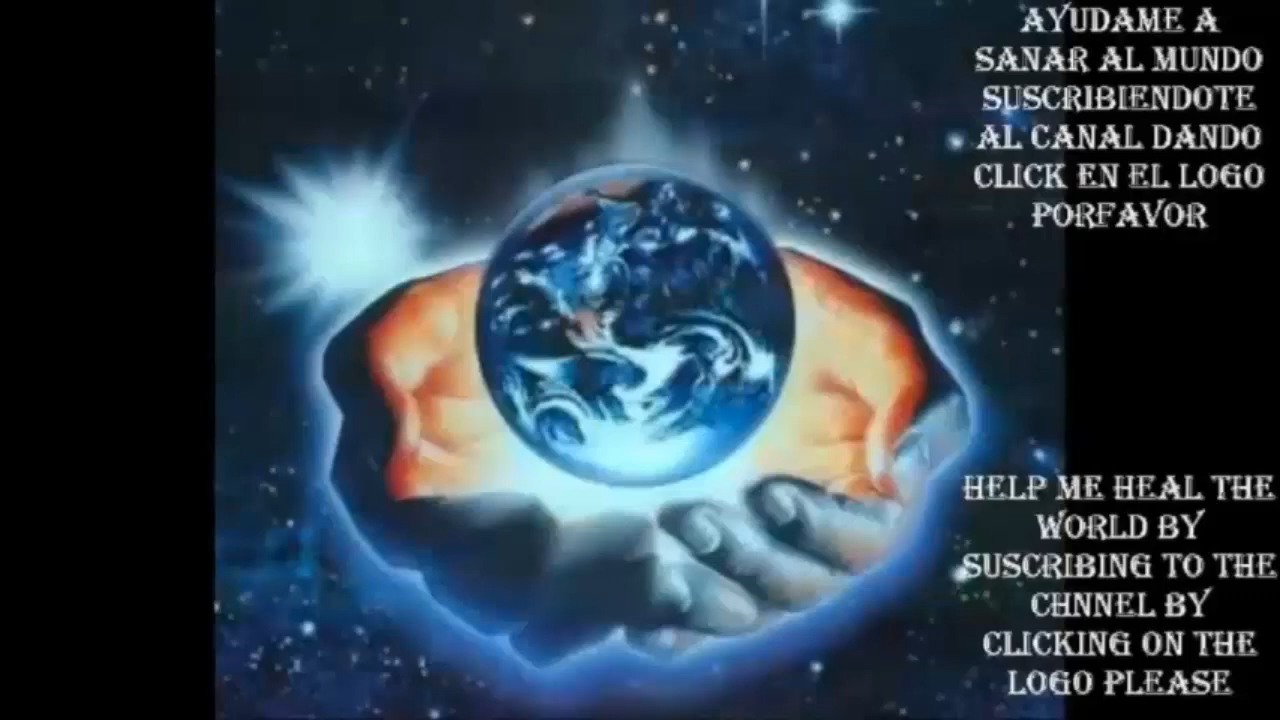 AYUDAME A
SANAR AL MUNDO
SUSCRIBIENDOTE
AL CANAL DANDO
CLICK EN EL LOGO
PORFAVOR
HELP ME HEAL THE
WORLD BY
SUSCRIBING TO THE
CHNNEL BY
CLICKING ON THE
LOGO PLEASE